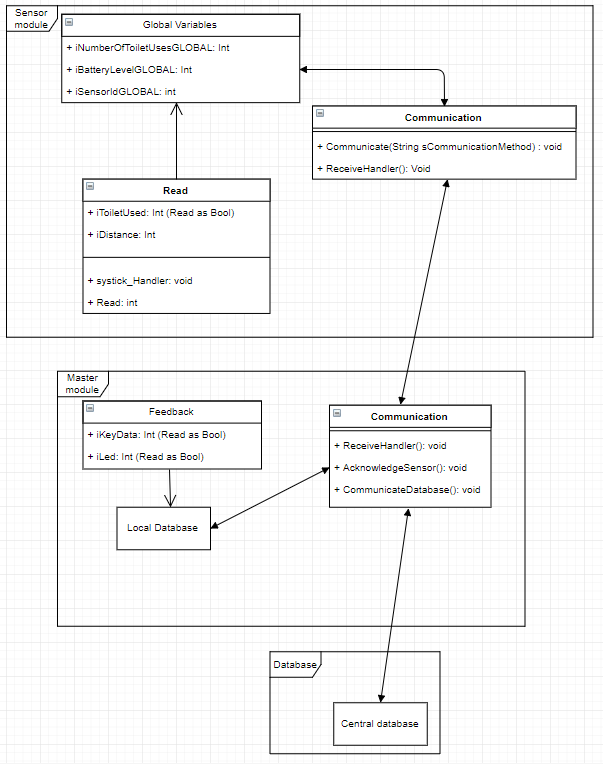 Sensor
module
Global Variables
+ iNumberOfToiletUsesGLOBAL: Int
+ iBatteryLevelGLOBAL: Int
+ iSensorIdGLOBAL: int
Communication
+ Communicate(String sCommunicationMethod) : void
+ ReceiveHandler(): Void
Read
+ iToiletUsed: Int (Read as Bool)
+ iDistance: Int
+ systick_Handler: void
+ Read: int
Master
module
Feedback
+ iKeyData: Int (Read as Bool)
+ iLed: Int (Read as Bool)
Communication
+ ReceiveHandler(): void
+ AcknowledgeSensor(): void
+ CommunicateDatabase(): void
Local Database
Database
Central database